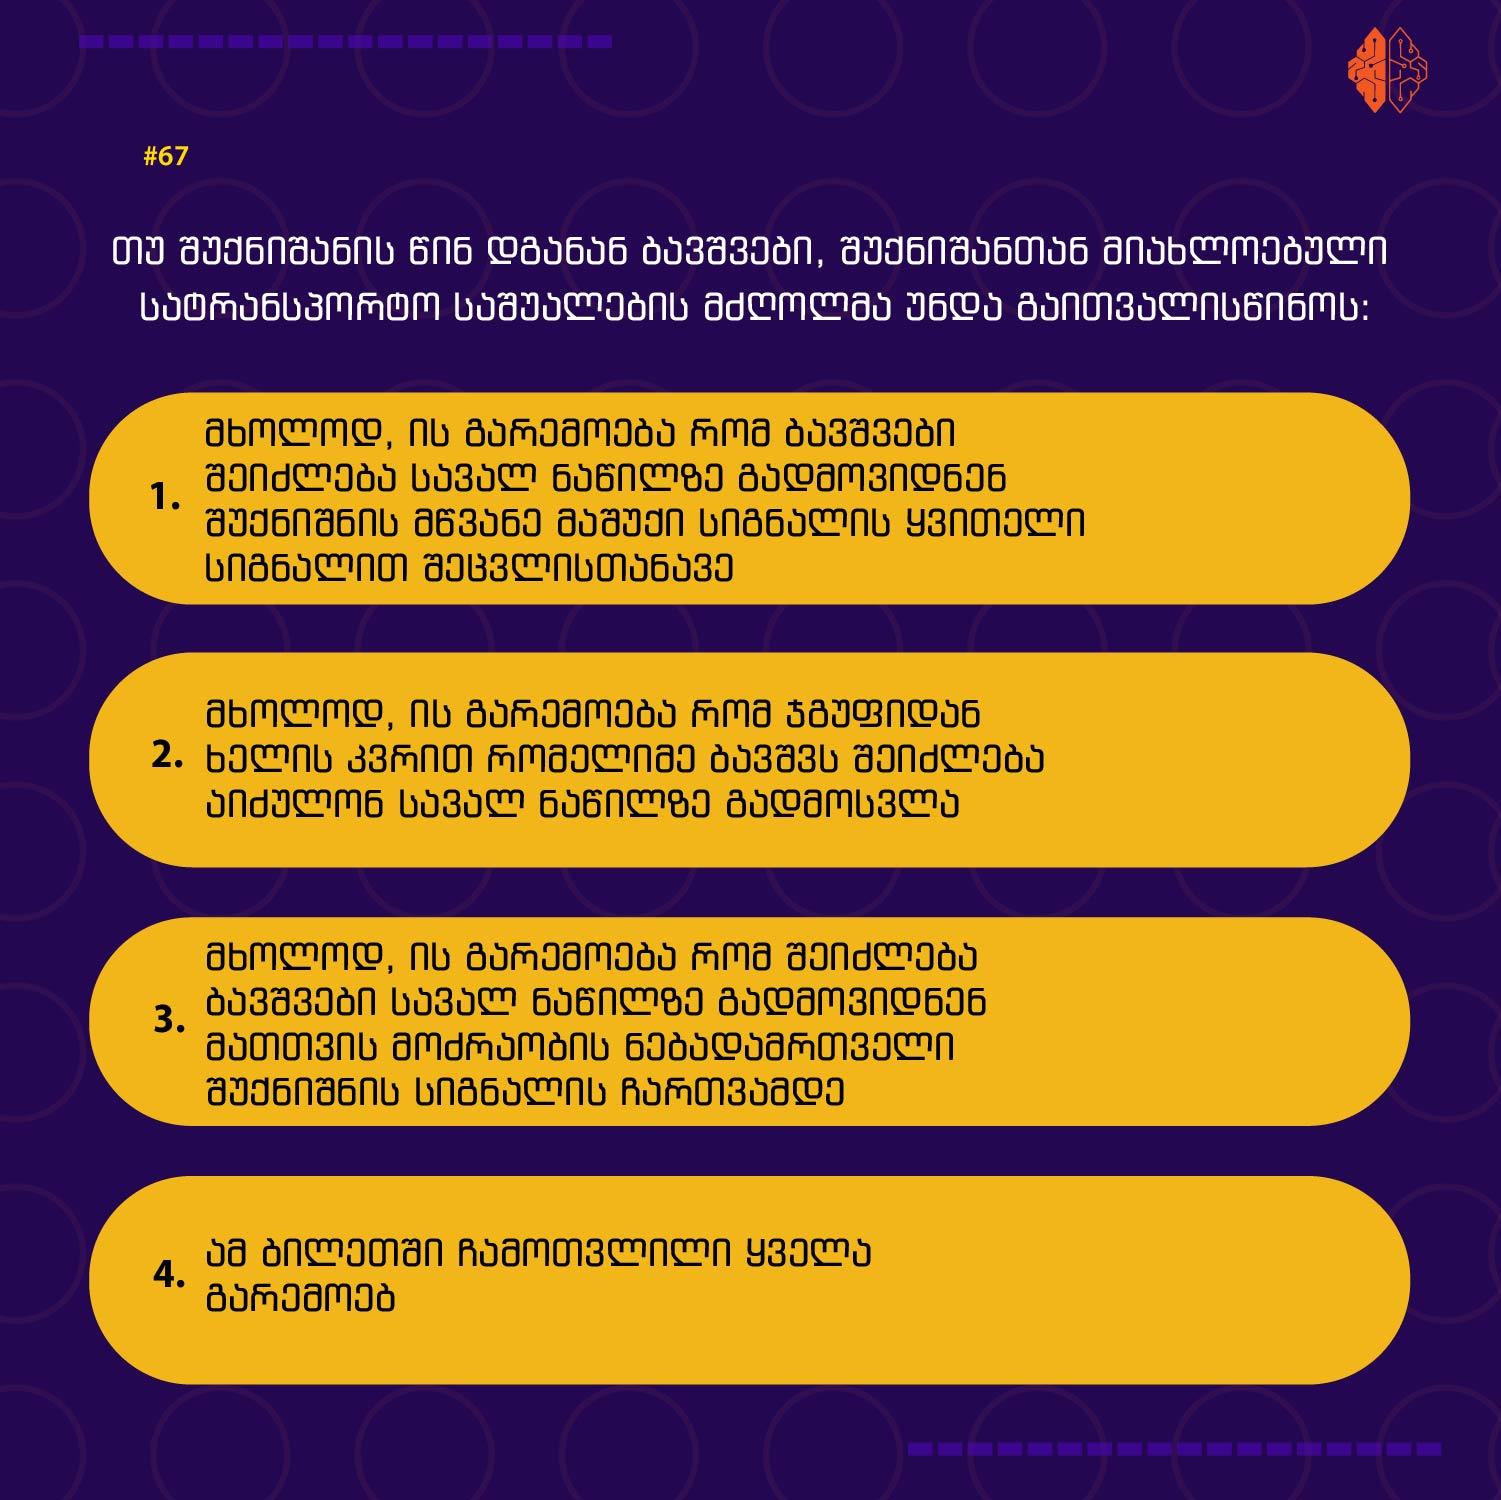 #67
თუ შუქნიშანის წინ დგანან ბავშვები, შუქნიშანთან მიახლოებული
სატრანსპორტო საშუალების მძღოლმა უნდა გაითვალისწინოს:
1. მხოლოდ, ის გარემოება რომ ბავშვები
შეიძლება სავალ ნაწილზე გადმოვიდნენ
შუქნიშნის მწვანე მაშუქი სიგნალის ყვითელი
სიგნალით შეცვლისთანავე
2. მხოლოდ, ის გარემოება რომ ჯგუფიდან
ხელის კვრით რომელიმე ბავშვს შეიძლება
აიძულონ სავალ ნაწილზე გადმოსვლა
3. მხოლოდ, ის გარემოება რომ შეიძლება
ბავშვები სავალ ნაწილზე გადმოვიდნენ
მათთვის მოძრაობის ნებადამრთველი
შუქნიშნის სიგნალის ჩართვამდე
4. ამ ბილეთში ჩამოთვლილი ყველა
გარემოებ